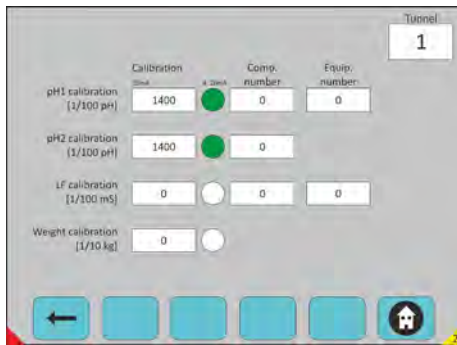 Tunnel
1
Calibration Comp. number Equip. number
pH1 calibration [1/100 pH] 1400 0 0
pH2 calibration [1/100 pH] 1400 0
LF calibration [1/100 mS] 0 0 0
Weight calibration [1/10 kg] 0